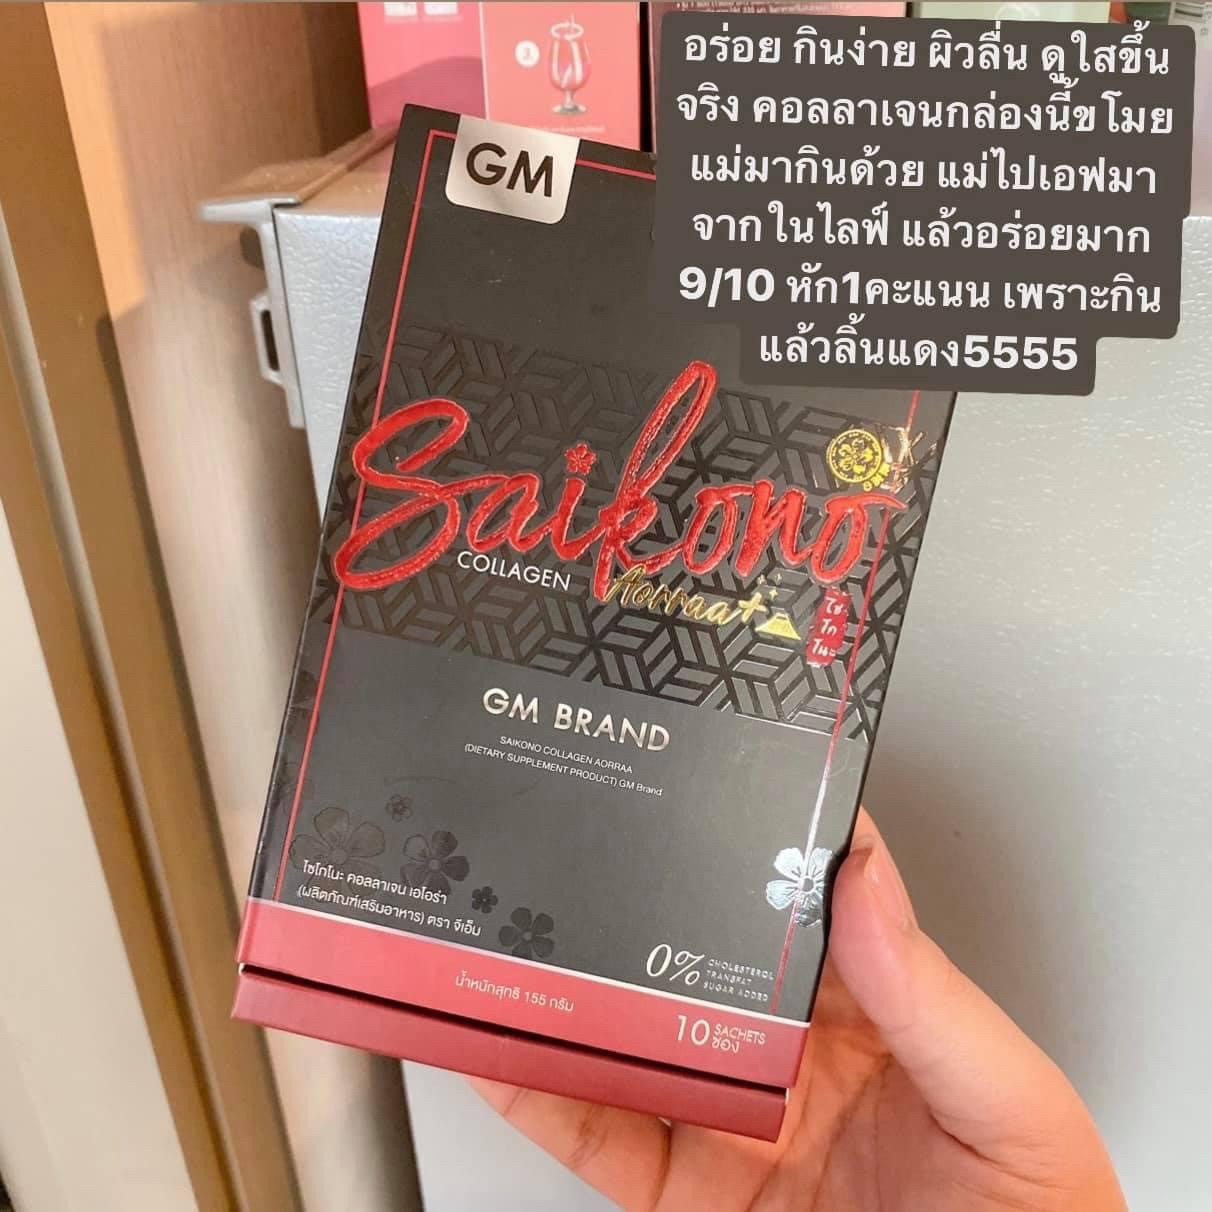 อร่อย กินง่าย ผิวลื่น ดูใสขึ้น
จริง คอลลาเจนกล่องนี้ขโมย
แม่มากินด้วย แม่ไปเอฟมา
จากในไลฟ์ แล้วอร่อยมาก
9/10 หัก1คะแนน เพราะกิน
แล้วลิ้นแดง5555
GM
Saikono
COLLAGEN
Aorraa+
ไซ
โก
โนะ
GM BRAND
SAIKONO COLLAGEN AORRAA
(DIETARY SUPPLEMENT PRODUCT) GM Brand
ไซโกโนะ คอลลาเจน เอโอร่า
(ผลิตภัณฑ์เสริมอาหาร) ตรา จีเอ็ม
0%
CHOLESTEROL
TRANSFAT
SUGAR ADDED
น้ำหนักสุทธิ 155 กรัม
10
SACHETS
ซอง